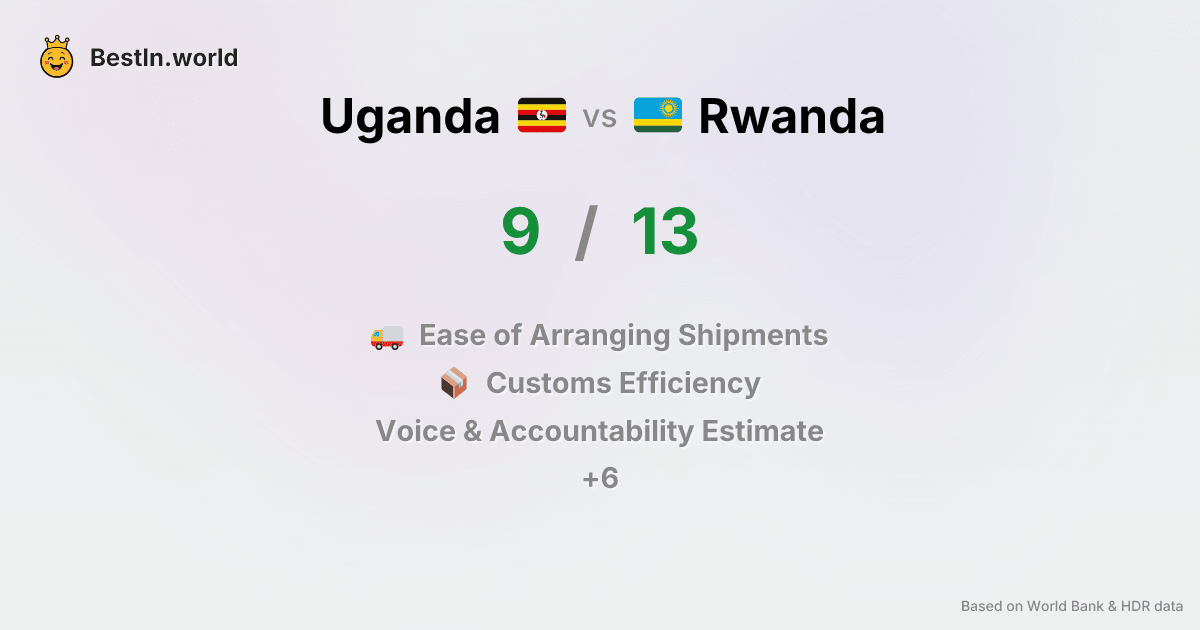 BestIn.world
Uganda vs Rwanda
9 / 13
Ease of Arranging Shipments
Customs Efficiency
Voice & Accountability Estimate
+6
Based on World Bank & HDR data